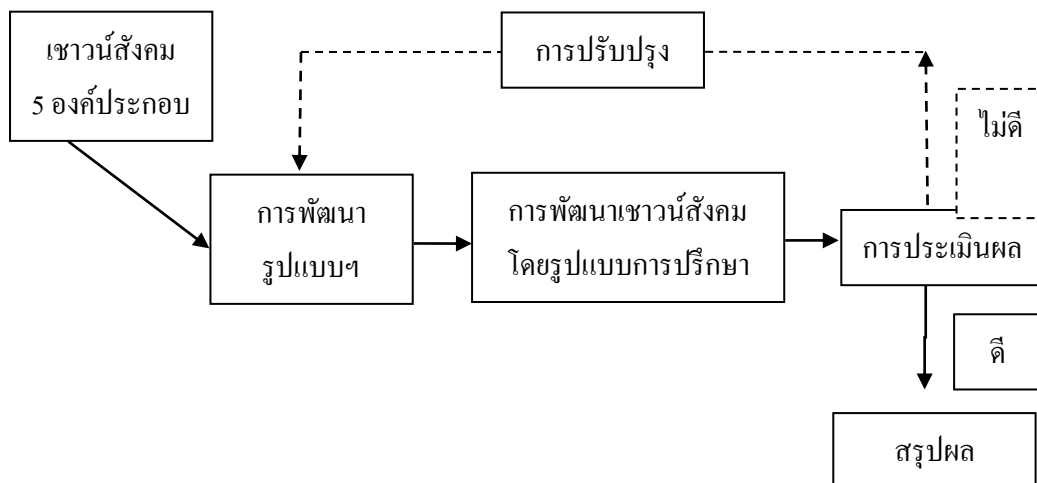 เชาวน์สังคม
5 องค์ประกอบ
การปรับปรุง
ไม่ดี
การพัฒนา
รูปแบบฯ
การพัฒนาเชาวน์สังคม
โดยรูปแบบการปรึกษา
การประเมินผล
ดี
สรุปผล